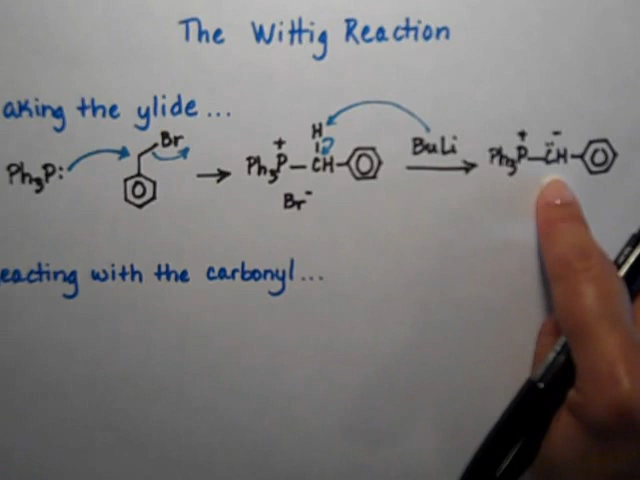 The Wittig Reaction
aking the ylide...
Br
H
Ph3P: + Ph3P — CH BuLi + Ph3P — CH -
Br-
eacting with the carbonyl...